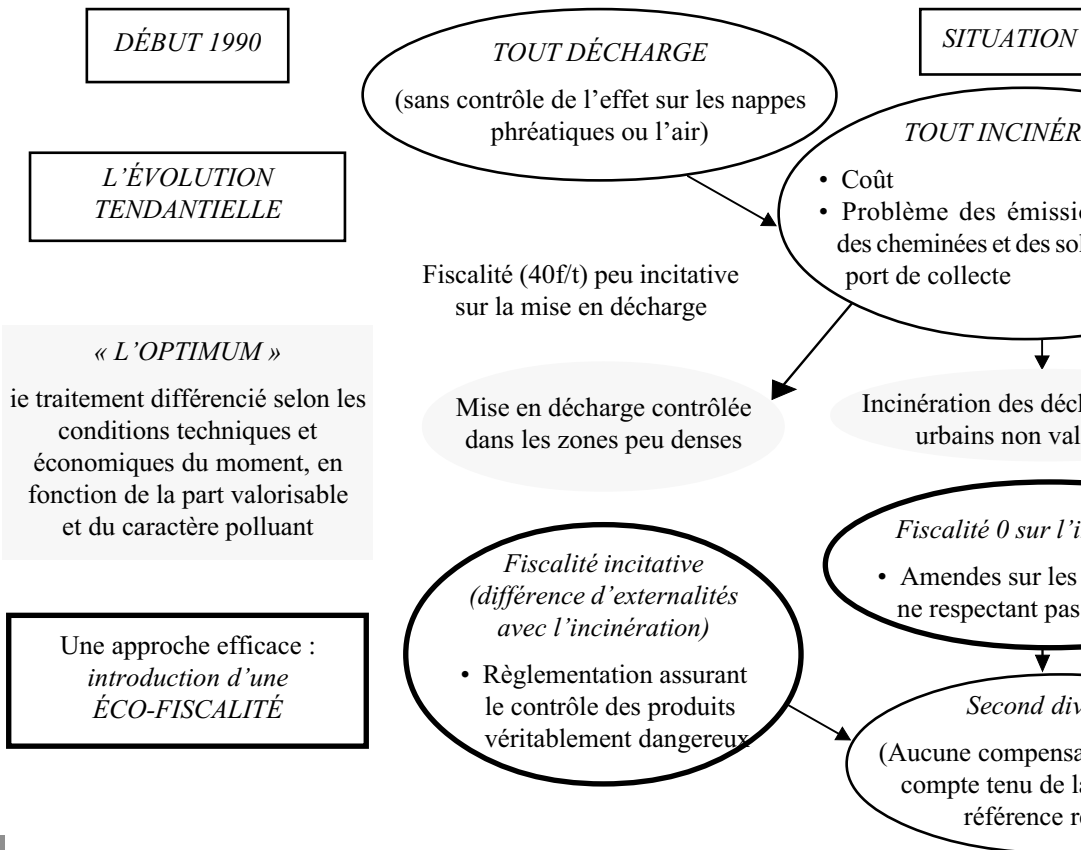 DÉBUT 1990
TOUT DÉCHARGE
(sans contrôle de l'effet sur les nappes
phréatiques ou l'air)
SITUATION
L'ÉVOLUTION
TENDANTIELLE
TOUT INCINÉR
• Coût
• Problème des émissio
des cheminées et des sol
port de collecte
Fiscalité (40f/t) peu incitative
sur la mise en décharge
« L'OPTIMUM »
ie traitement différencié selon les
conditions techniques et
économiques du moment, en
fonction de la part valorisable
et du caractère polluant
Mise en décharge contrôlée
dans les zones peu denses
Incinération des déch
urbains non val
Une approche efficace :
introduction d'une
ÉCO-FISCALITÉ
Fiscalité incitative
(différence d'externalités
avec l'incinération)
• Règlementation assurant
le contrôle des produits
véritablement dangereux
Fiscalité 0 sur l'i
• Amendes sur les
ne respectant pas
Second div
(Aucune compensa
compte tenu de la
référence r